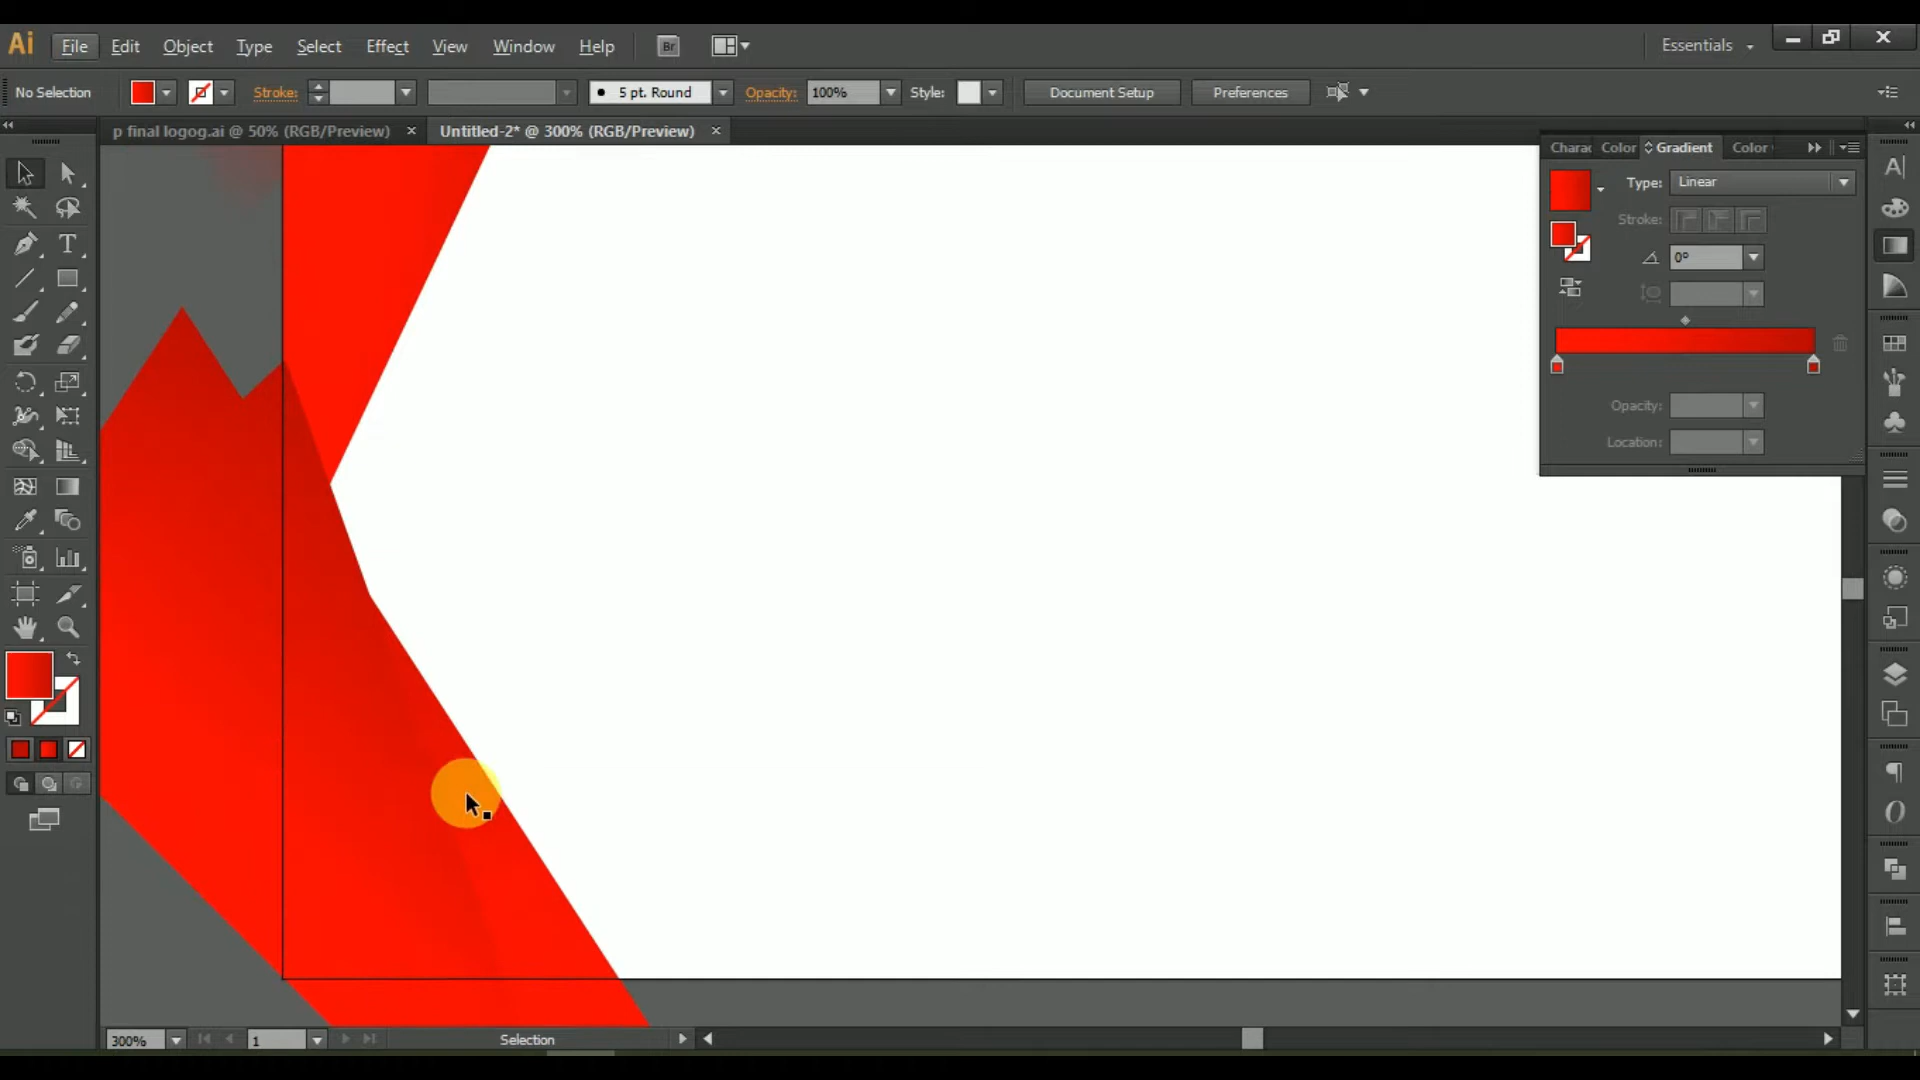 Ai File Edit Object Type Select Effect View Window Help Br Essentials
No Selection Stroke: 5 pt. Round Opacity: 100% Style: Document Setup Preferences
p final logog.ai @ 50% (RGB/Preview) × Untitled-2* @ 300% (RGB/Preview) ×
Charac Color Gradient Color
Type: Linear
Stroke:
0°
Opacity:
Location:
300% 1 Selection